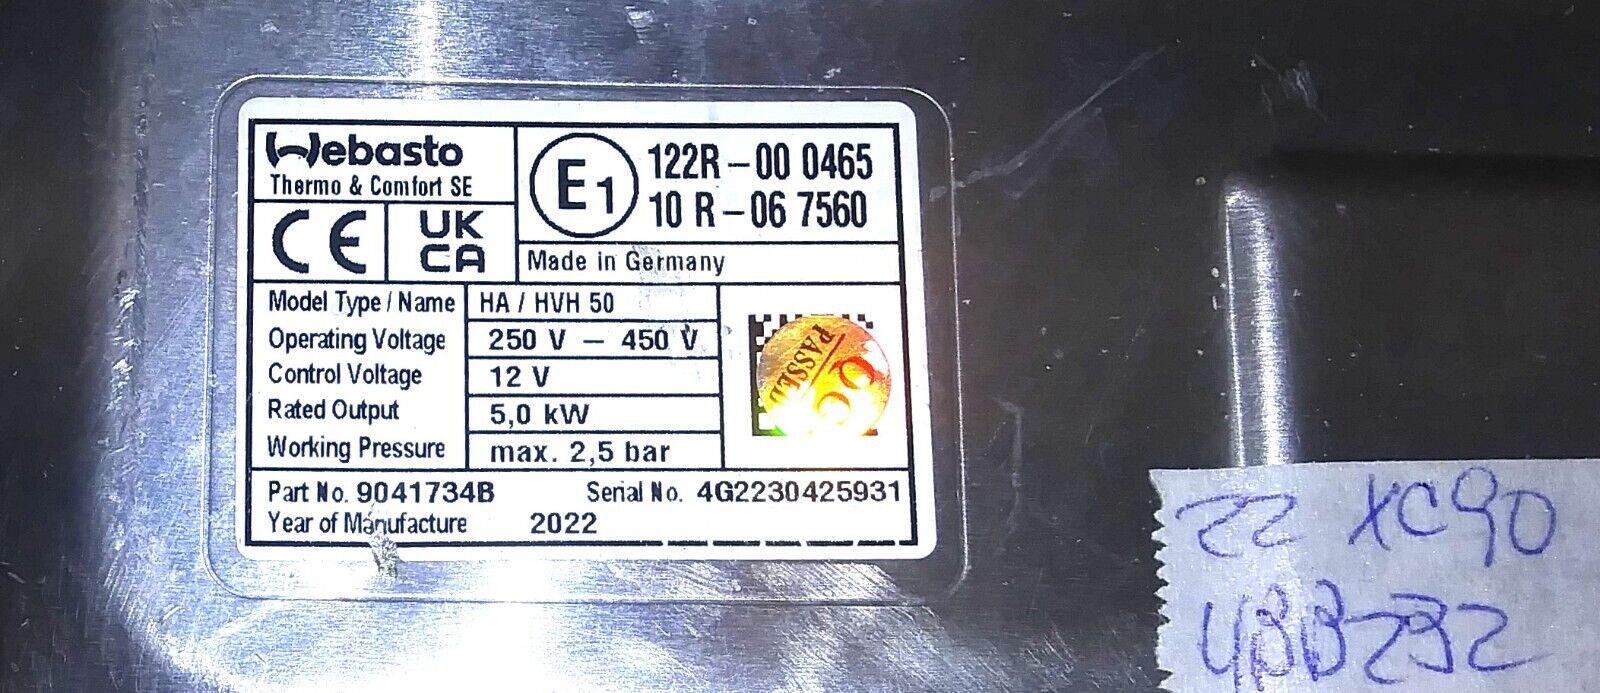 Webasto
Thermo & Comfort SE
CE
UK
CA
E1
122R-00 0465
10 R-06 7560
Made in Germany
Model Type / Name HA / HVH 50
Operating Voltage 250 V – 450 V
Control Voltage 12 V
Rated Output 5,0 kW
Working Pressure max. 2,5 bar
QC
PASSED
Part No. 9041734B Serial No. 4G2230425931
Year of Manufacture 2022
22 XC90
4BB232